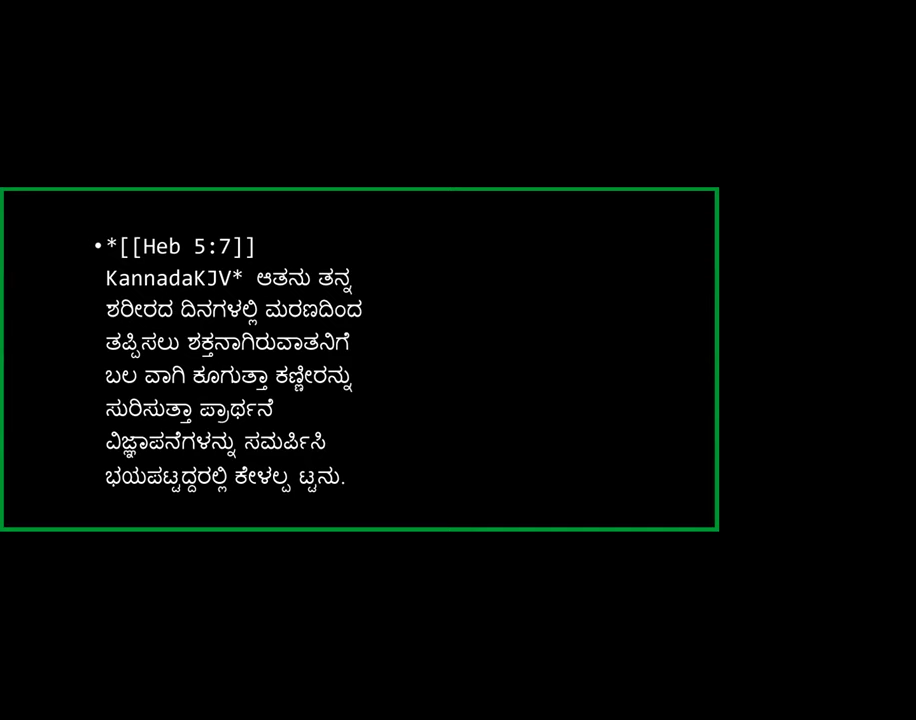 •*[[Heb 5:7]]
KannadaKJV* ಆತನು ತನ್ನ
ಶರೀರದ ದಿನಗಳಲ್ಲಿ ಮರಣದಿಂದ
ತಪ್ಪಿಸಲು ಶಕ್ತನಾಗಿರುವಾತನಿಗೆ
ಬಲ ವಾಗಿ ಕೂಗುತ್ತಾ ಕಣ್ಣೀರನ್ನು
ಸುರಿಸುತ್ತಾ ಪ್ರಾರ್ಥನೆ
ವಿಜ್ಞಾಪನೆಗಳನ್ನು ಸಮರ್ಪಿಸಿ
ಭಯಪಟ್ಟದ್ದರಲ್ಲಿ ಕೇಳಲ್ಪ ಟ್ಟನು.